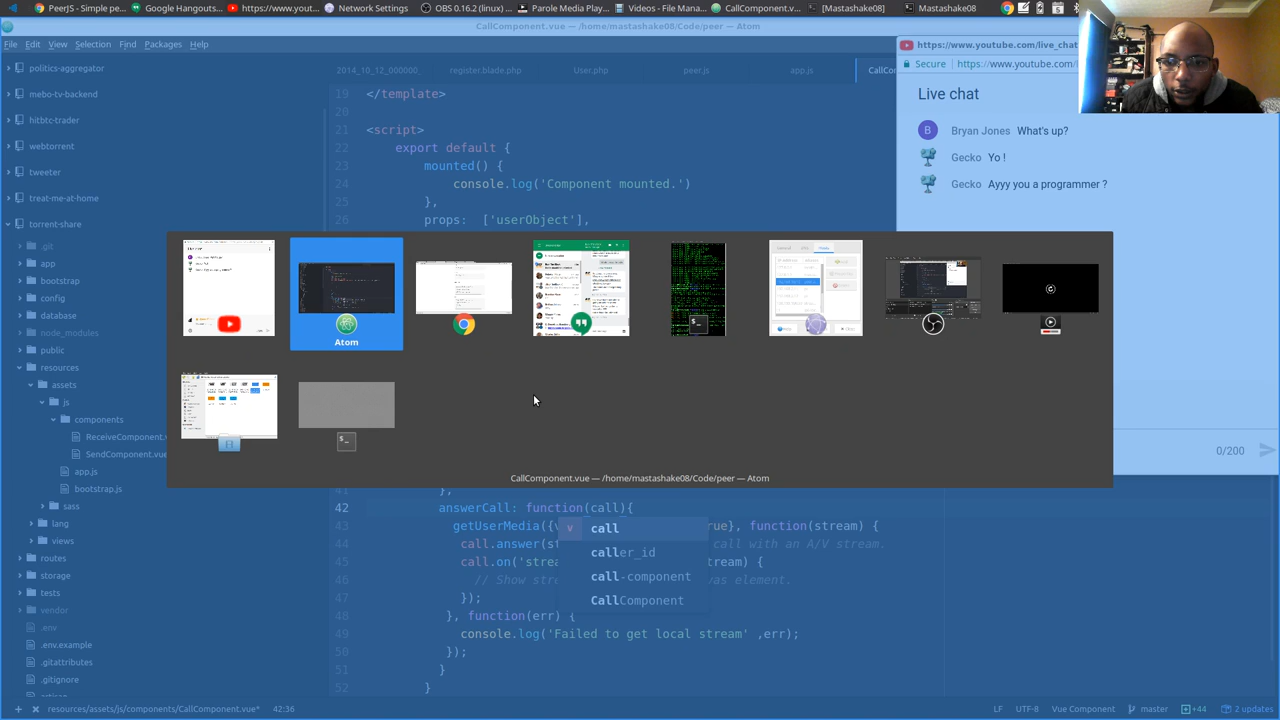 PeerJS - Simple pe...
Google Hangouts...
https://www.yout...
Network Settings
OBS 0.16.2 (linux) ...
Parole Media Play...
CallComponent.v...
[Mastashake08]
Mastashake08
CallComponent.vue — /home/mastashake08/Code/peer — Atom
File Edit View Selection Find Packages Help
politics-aggregator
mebo-tv-backend
hitbtc-trader
webtorrent
tweeter
treat-me-at-home
torrent-share
.git
app
bootstrap
config
database
node_modules
public
resources
assets
js
components
ReceiveComponent.v
SendComponent.vue
app.js
bootstrap.js
sass
lang
views
routes
storage
tests
vendor
.env
.env.example
.gitattributes
.gitignore
2014_10_12_000000
register.blade.php
User.php
peer.js
app.js
CallCo
19 </template>
20
21 <script>
22 export default {
23 mounted() {
24 console.log('Component mounted.')
25 },
26 props: ['userObject'],
Atom
CallComponent.vue — /home/mastashake08/Code/peer — Atom
41 },
42 answerCall: function(call){
43 getUserMedia({v rue}, function(stream) {
44 call.answer(st call with an A/V stream.
45 call.on('strea ream) {
46 // Show stre vas element.
47 });
48 }, function(err) {
49 console.log('Failed to get local stream' ,err);
50 });
51 }
52 }
v call
caller_id
call-component
CallComponent
https://www.youtube.com/live_chat
Secure https://www.youtube.com/l
Live chat
B Bryan Jones What's up?
Gecko Yo !
Gecko Ayyy you a programmer ?
0/200
resources/assets/js/components/CallComponent.vue* 42:36
LF UTF-8 Vue Component master +44 2 updates